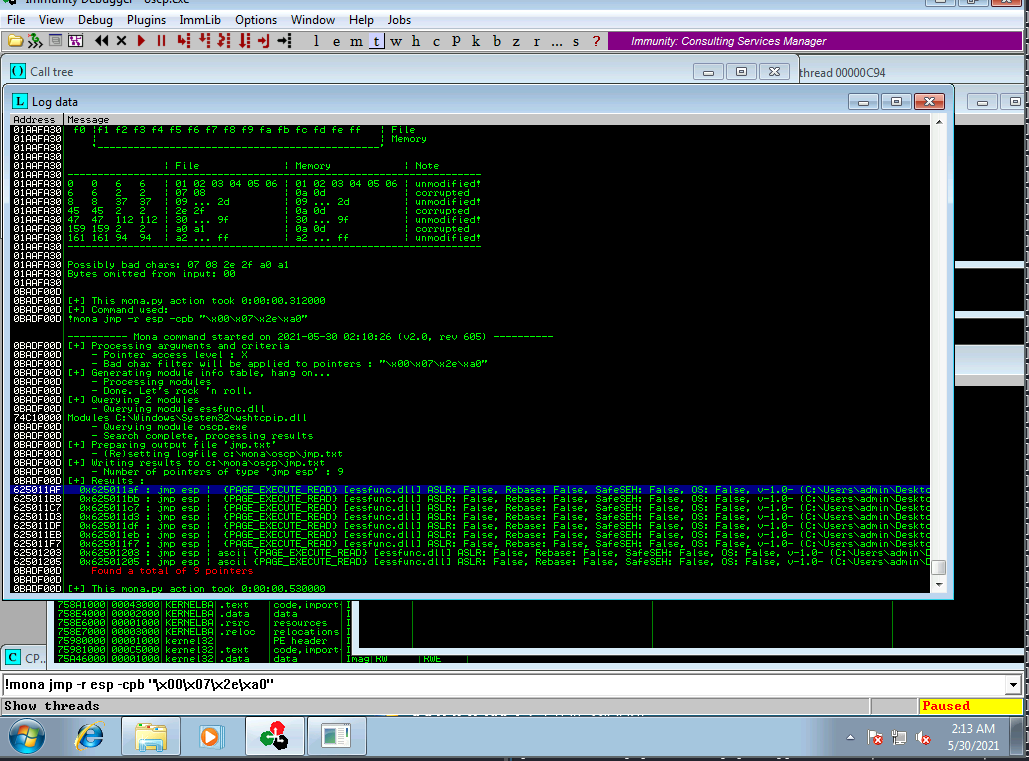 Immunity Debugger - oscp.exe
File View Debug Plugins ImmLib Options Window Help Jobs
l e m t w h c P k b z r ... s ? Immunity: Consulting Services Manager
Call tree
thread 00000C94
Log data
Address Message
01AAFA30 f0 |f1 f2 f3 f4 f5 f6 f7 f8 f9 fa fb fc fd fe ff | File
01AAFA30 | Memory
01AAFA30 '-----------------------------------------------'
01AAFA30
01AAFA30 | File | Memory | Note
01AAFA30 ----------------------------------------------------------------------
01AAFA30 0 0 6 6 | 01 02 03 04 05 06 | 01 02 03 04 05 06 | unmodified!
01AAFA30 6 6 2 2 | 07 08 | 0a 0d | corrupted
01AAFA30 8 8 37 37 | 09 ... 2d | 09 ... 2d | unmodified!
01AAFA30 45 45 2 2 | 2e 2f | 0a 0d | corrupted
01AAFA30 47 47 112 112 | 30 ... 9f | 30 ... 9f | unmodified!
01AAFA30 159 159 2 2 | a0 a1 | 0a 0d | corrupted
01AAFA30 161 161 94 94 | a2 ... ff | a2 ... ff | unmodified!
01AAFA30 ----------------------------------------------------------------------
01AAFA30
01AAFA30 Possibly bad chars: 07 08 2e 2f a0 a1
01AAFA30 Bytes omitted from input: 00
01AAFA30
0BADF00D
0BADF00D [+] This mona.py action took 0:00:00.312000
0BADF00D [+] Command used:
0BADF00D !mona jmp -r esp -cpb "\x00\x07\x2e\xa0"
---------- Mona command started on 2021-05-30 02:10:26 (v2.0, rev 605) ----------
0BADF00D [+] Processing arguments and criteria
0BADF00D - Pointer access level : X
0BADF00D - Bad char filter will be applied to pointers : "\x00\x07\x2e\xa0"
0BADF00D [+] Generating module info table, hang on...
0BADF00D - Processing modules
0BADF00D - Done. Let's rock 'n roll.
0BADF00D [+] Querying 2 modules
0BADF00D - Querying module essfunc.dll
74C10000 Modules C:\Windows\System32\wshtcpip.dll
0BADF00D - Querying module oscp.exe
0BADF00D - Search complete, processing results
0BADF00D [+] Preparing output file 'jmp.txt'
0BADF00D - (Re)setting logfile c:\mona\oscp\jmp.txt
0BADF00D [+] Writing results to c:\mona\oscp\jmp.txt
0BADF00D - Number of pointers of type 'jmp esp' : 9
0BADF00D [+] Results :
625011AF 0x625011af : jmp esp | {PAGE_EXECUTE_READ} [essfunc.dll] ASLR: False, Rebase: False, SafeSEH: False, OS: False, v-1.0- (C:\Users\admin\Deskto
625011BB 0x625011bb : jmp esp | {PAGE_EXECUTE_READ} [essfunc.dll] ASLR: False, Rebase: False, SafeSEH: False, OS: False, v-1.0- (C:\Users\admin\Deskto
625011C7 0x625011c7 : jmp esp | {PAGE_EXECUTE_READ} [essfunc.dll] ASLR: False, Rebase: False, SafeSEH: False, OS: False, v-1.0- (C:\Users\admin\Deskto
625011D3 0x625011d3 : jmp esp | {PAGE_EXECUTE_READ} [essfunc.dll] ASLR: False, Rebase: False, SafeSEH: False, OS: False, v-1.0- (C:\Users\admin\Deskto
625011DF 0x625011df : jmp esp | {PAGE_EXECUTE_READ} [essfunc.dll] ASLR: False, Rebase: False, SafeSEH: False, OS: False, v-1.0- (C:\Users\admin\Deskto
625011EB 0x625011eb : jmp esp | {PAGE_EXECUTE_READ} [essfunc.dll] ASLR: False, Rebase: False, SafeSEH: False, OS: False, v-1.0- (C:\Users\admin\Deskto
625011F7 0x625011f7 : jmp esp | {PAGE_EXECUTE_READ} [essfunc.dll] ASLR: False, Rebase: False, SafeSEH: False, OS: False, v-1.0- (C:\Users\admin\Deskto
62501203 0x62501203 : jmp esp | ascii {PAGE_EXECUTE_READ} [essfunc.dll] ASLR: False, Rebase: False, SafeSEH: False, OS: False, v-1.0- (C:\Users\admin\D
62501205 0x62501205 : jmp esp | ascii {PAGE_EXECUTE_READ} [essfunc.dll] ASLR: False, Rebase: False, SafeSEH: False, OS: False, v-1.0- (C:\Users\admin\D
0BADF00D Found a total of 9 pointers
0BADF00D
0BADF00D [+] This mona.py action took 0:00:00.530000
758A1000 00043000 KERNELBA .text code,import I
758E4000 00002000 KERNELBA .data data I
758E6000 00001000 KERNELBA .rsrc resources I
758E7000 00003000 KERNELBA .reloc relocations I
75980000 00001000 kernel32 PE header I
75981000 000C5000 kernel32 .text code,import I
75A46000 00001000 kernel32 .data data Imag RW RWE
CP..
!mona jmp -r esp -cpb "\x00\x07\x2e\xa0"
Show threads Paused
2:13 AM
5/30/2021